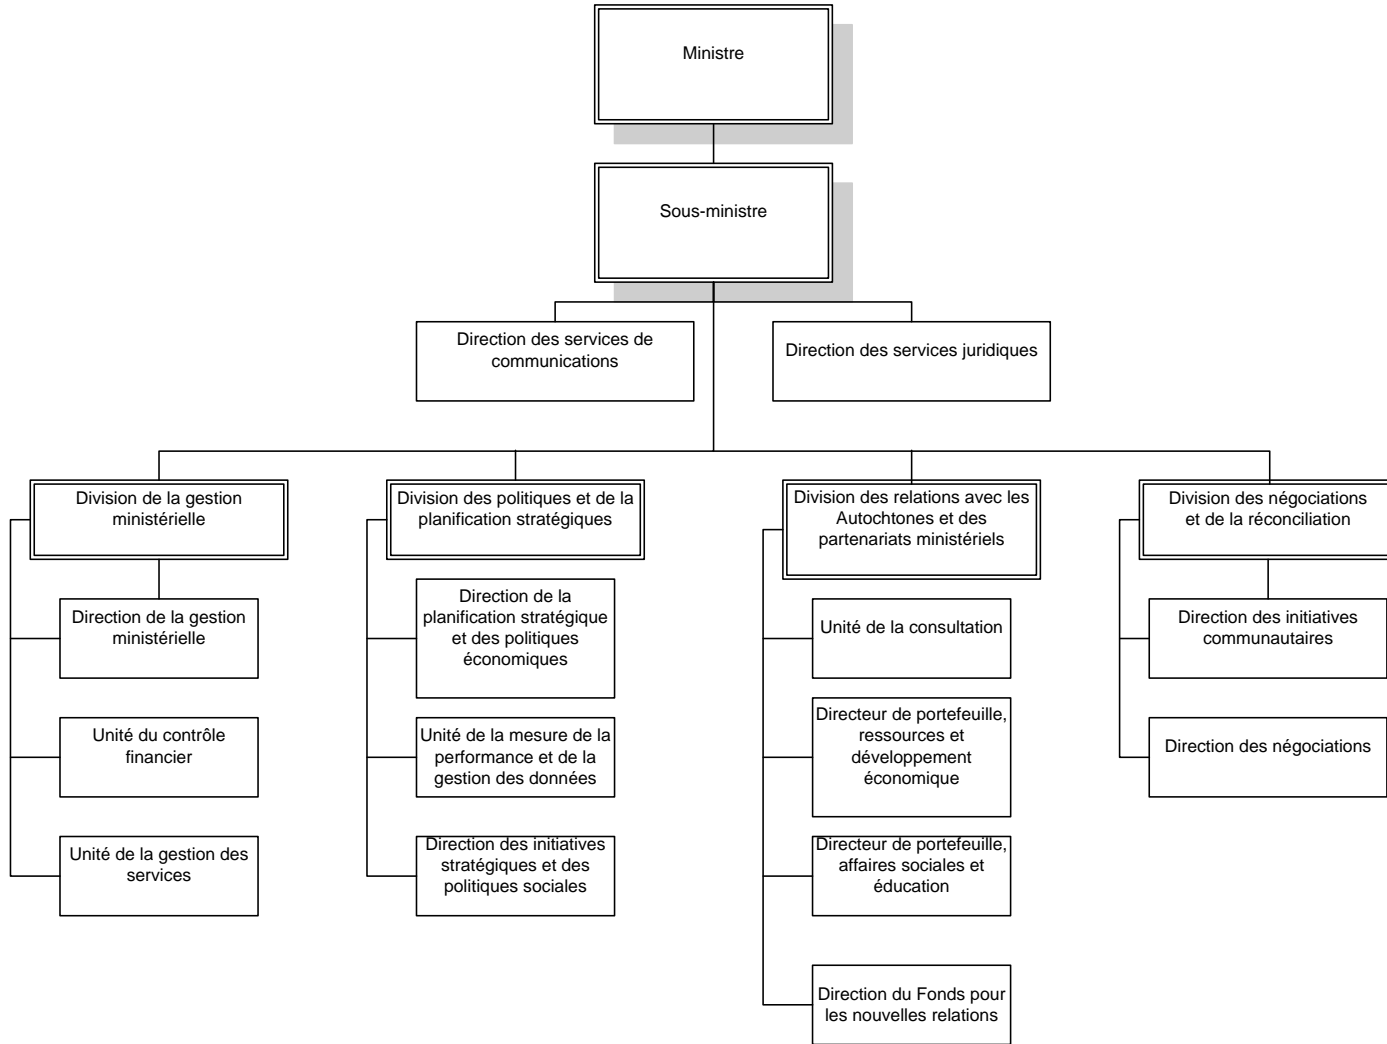 Ministre
Sous-ministre
Direction des services de
communications
Direction des services juridiques
Division de la gestion
ministérielle
Direction de la gestion
ministérielle
Unité du contrôle
financier
Unité de la gestion des
services
Division des politiques et de la
planification stratégiques
Direction de la
planification stratégique
et des politiques
économiques
Unité de la mesure de la
performance et de la
gestion des données
Direction des initiatives
stratégiques et des
politiques sociales
Division des relations avec les
Autochtones et des
partenariats ministériels
Unité de la consultation
Directeur de portefeuille,
ressources et
développement
économique
Directeur de portefeuille,
affaires sociales et
éducation
Direction du Fonds pour
les nouvelles relations
Division des négociations
et de la réconciliation
Direction des initiatives
communautaires
Direction des négociations